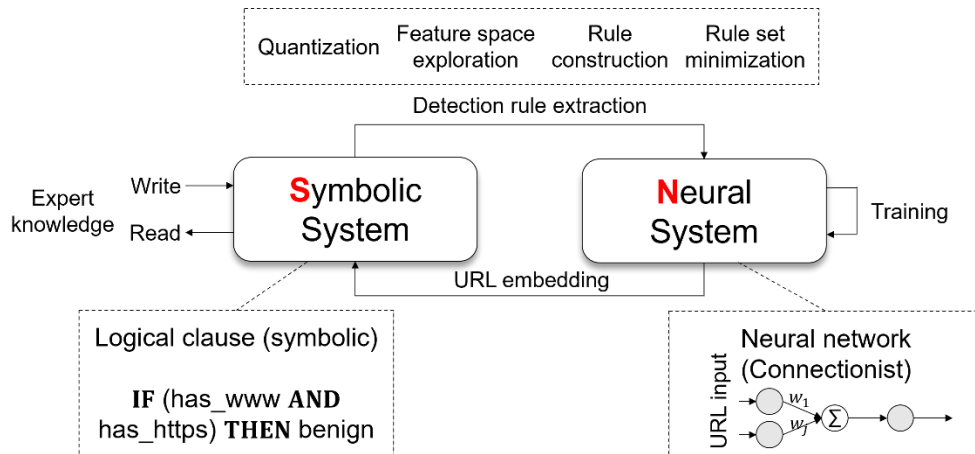 Quantization
Feature space
exploration
Rule
construction
Rule set
minimization
Detection rule extraction
Expert
knowledge
Write
Read
Symbolic
System
Neural
System
Training
URL embedding
Logical clause (symbolic)
IF (has_www AND
has_https) THEN benign
Neural network
(Connectionist)
URL input
w₁
wⱼ
Σ